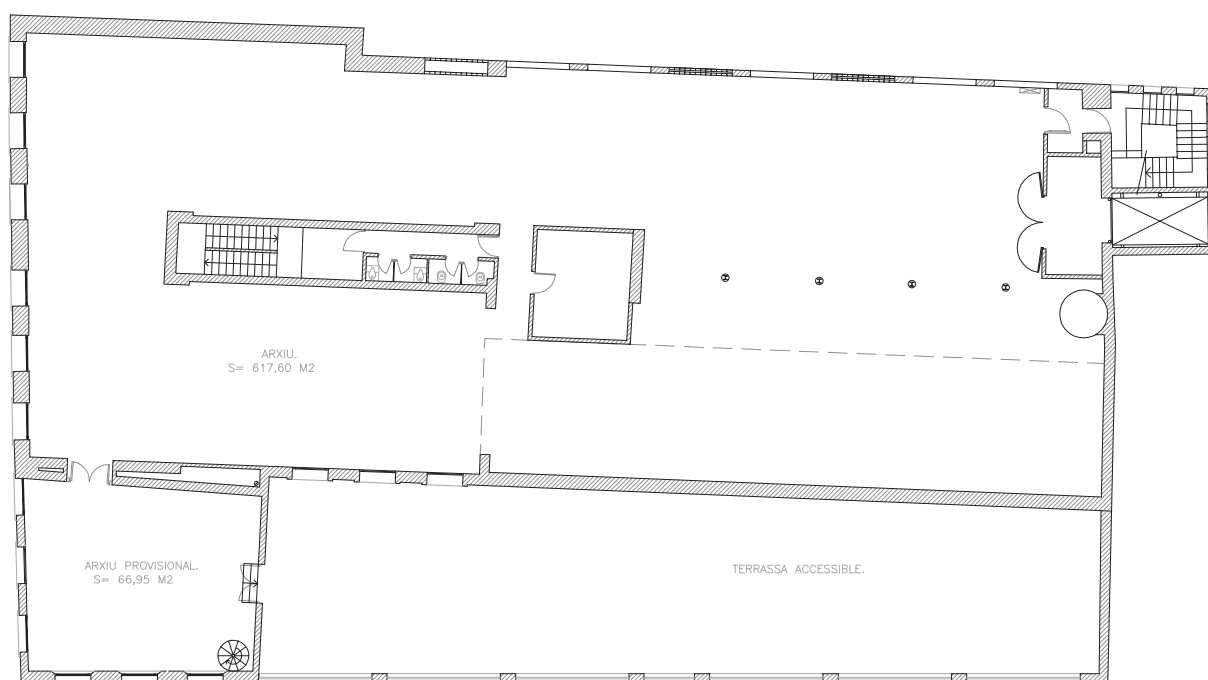 ARXIU.
S= 617,60 M2
ARXIU PROVISIONAL.
S= 66,95 M2
TERRASSA ACCESSIBLE.